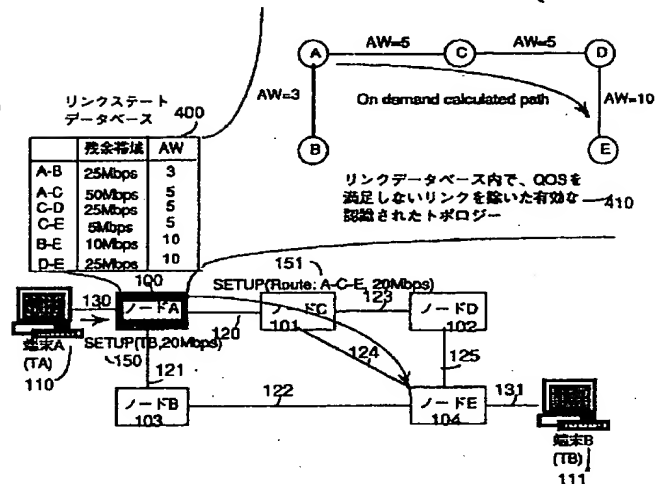 A AW=5 C AW=5 D
AW=3 On demand calculated path AW=10
B E
リンクステート
データベース 400
残余帯域 AW
A-B 25Mbps 3
A-C 50Mbps 5
C-D 25Mbps 5
C-E 5Mbps 5
B-E 10Mbps 10
D-E 25Mbps 10
リンクデータベース内で、QOSを
満足しないリンクを除いた有効な
認識されたトポロジー 410
151
SETUP(Route: A-C-E, 20Mbps)
100
130 ノードA 120 ノードC 101 123 ノードD 102
SETUP(TB,20Mbps)
150
端末A
(TA) 110
121 124 125
ノードB 103 122 ノードE 104 131
端末B
(TB)
111